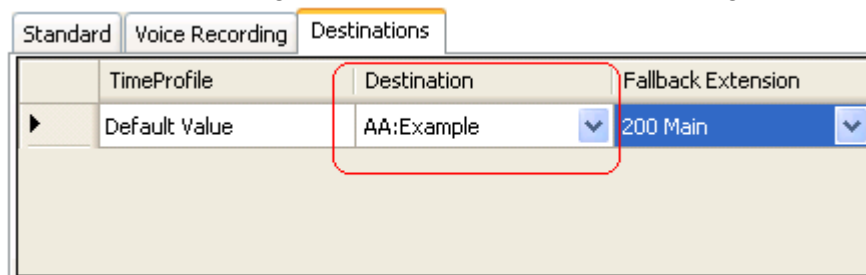 Standard Voice Recording Destinations
TimeProfile Destination Fallback Extension
Default Value AA:Example 200 Main